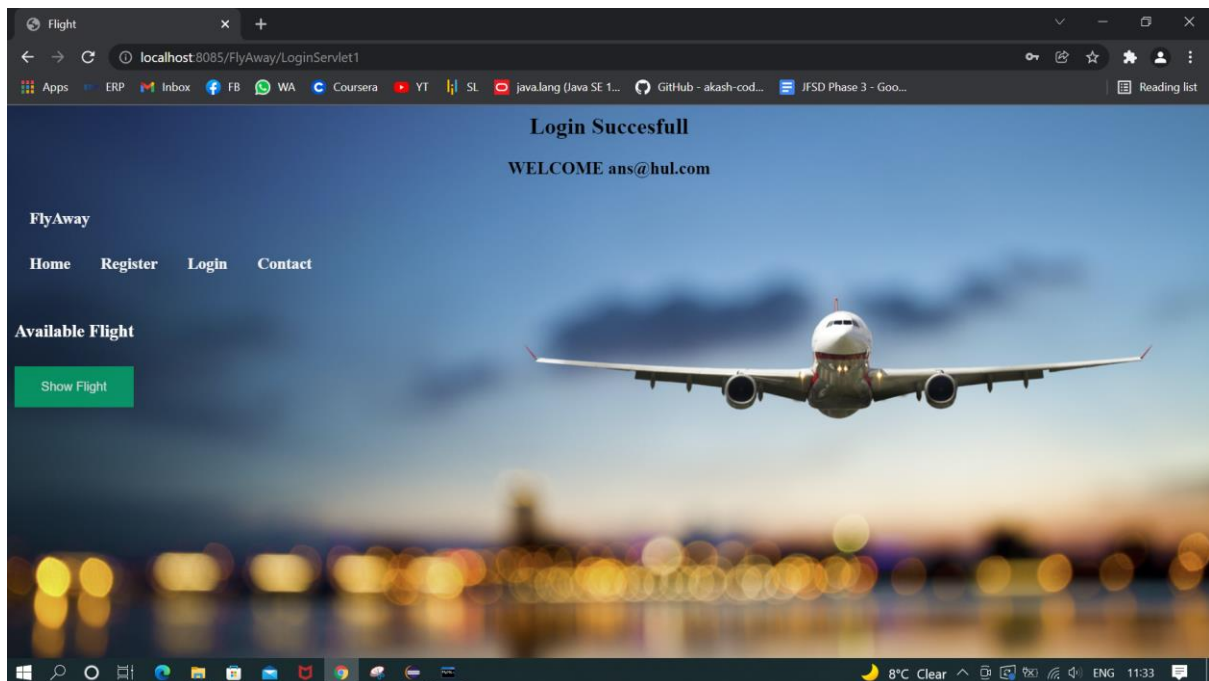 Flight
localhost:8085/FlyAway/LoginServlet1
Apps ERP Inbox FB WA Coursera YT SL java.lang (Java SE 1... GitHub - akash-cod... JFSD Phase 3 - Goo... Reading list
Login Succesfull
WELCOME ans@hul.com
FlyAway
Home Register Login Contact
Available Flight
Show Flight
8°C Clear ENG 11:33